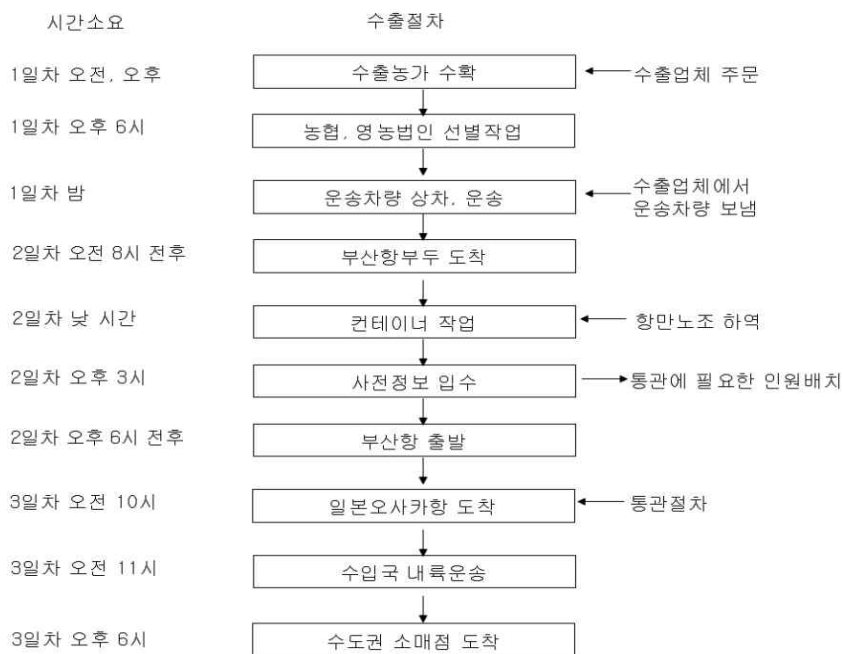 시간소요 수출절차
1일차 오전, 오후 수출농가 수확 수출업체 주문
1일차 오후 6시 농협, 영농법인 선별작업
1일차 밤 운송차량 상차, 운송 수출업체에서
운송차량 보냄
2일차 오전 8시 전후 부산항부두 도착
2일차 낮 시간 컨테이너 작업 항만노조 하역
2일차 오후 3시 사전정보 입수 통관에 필요한 인원배치
2일차 오후 6시 전후 부산항 출발
3일차 오전 10시 일본오사카항 도착 통관절차
3일차 오전 11시 수입국 내륙운송
3일차 오후 6시 수도권 소매점 도착